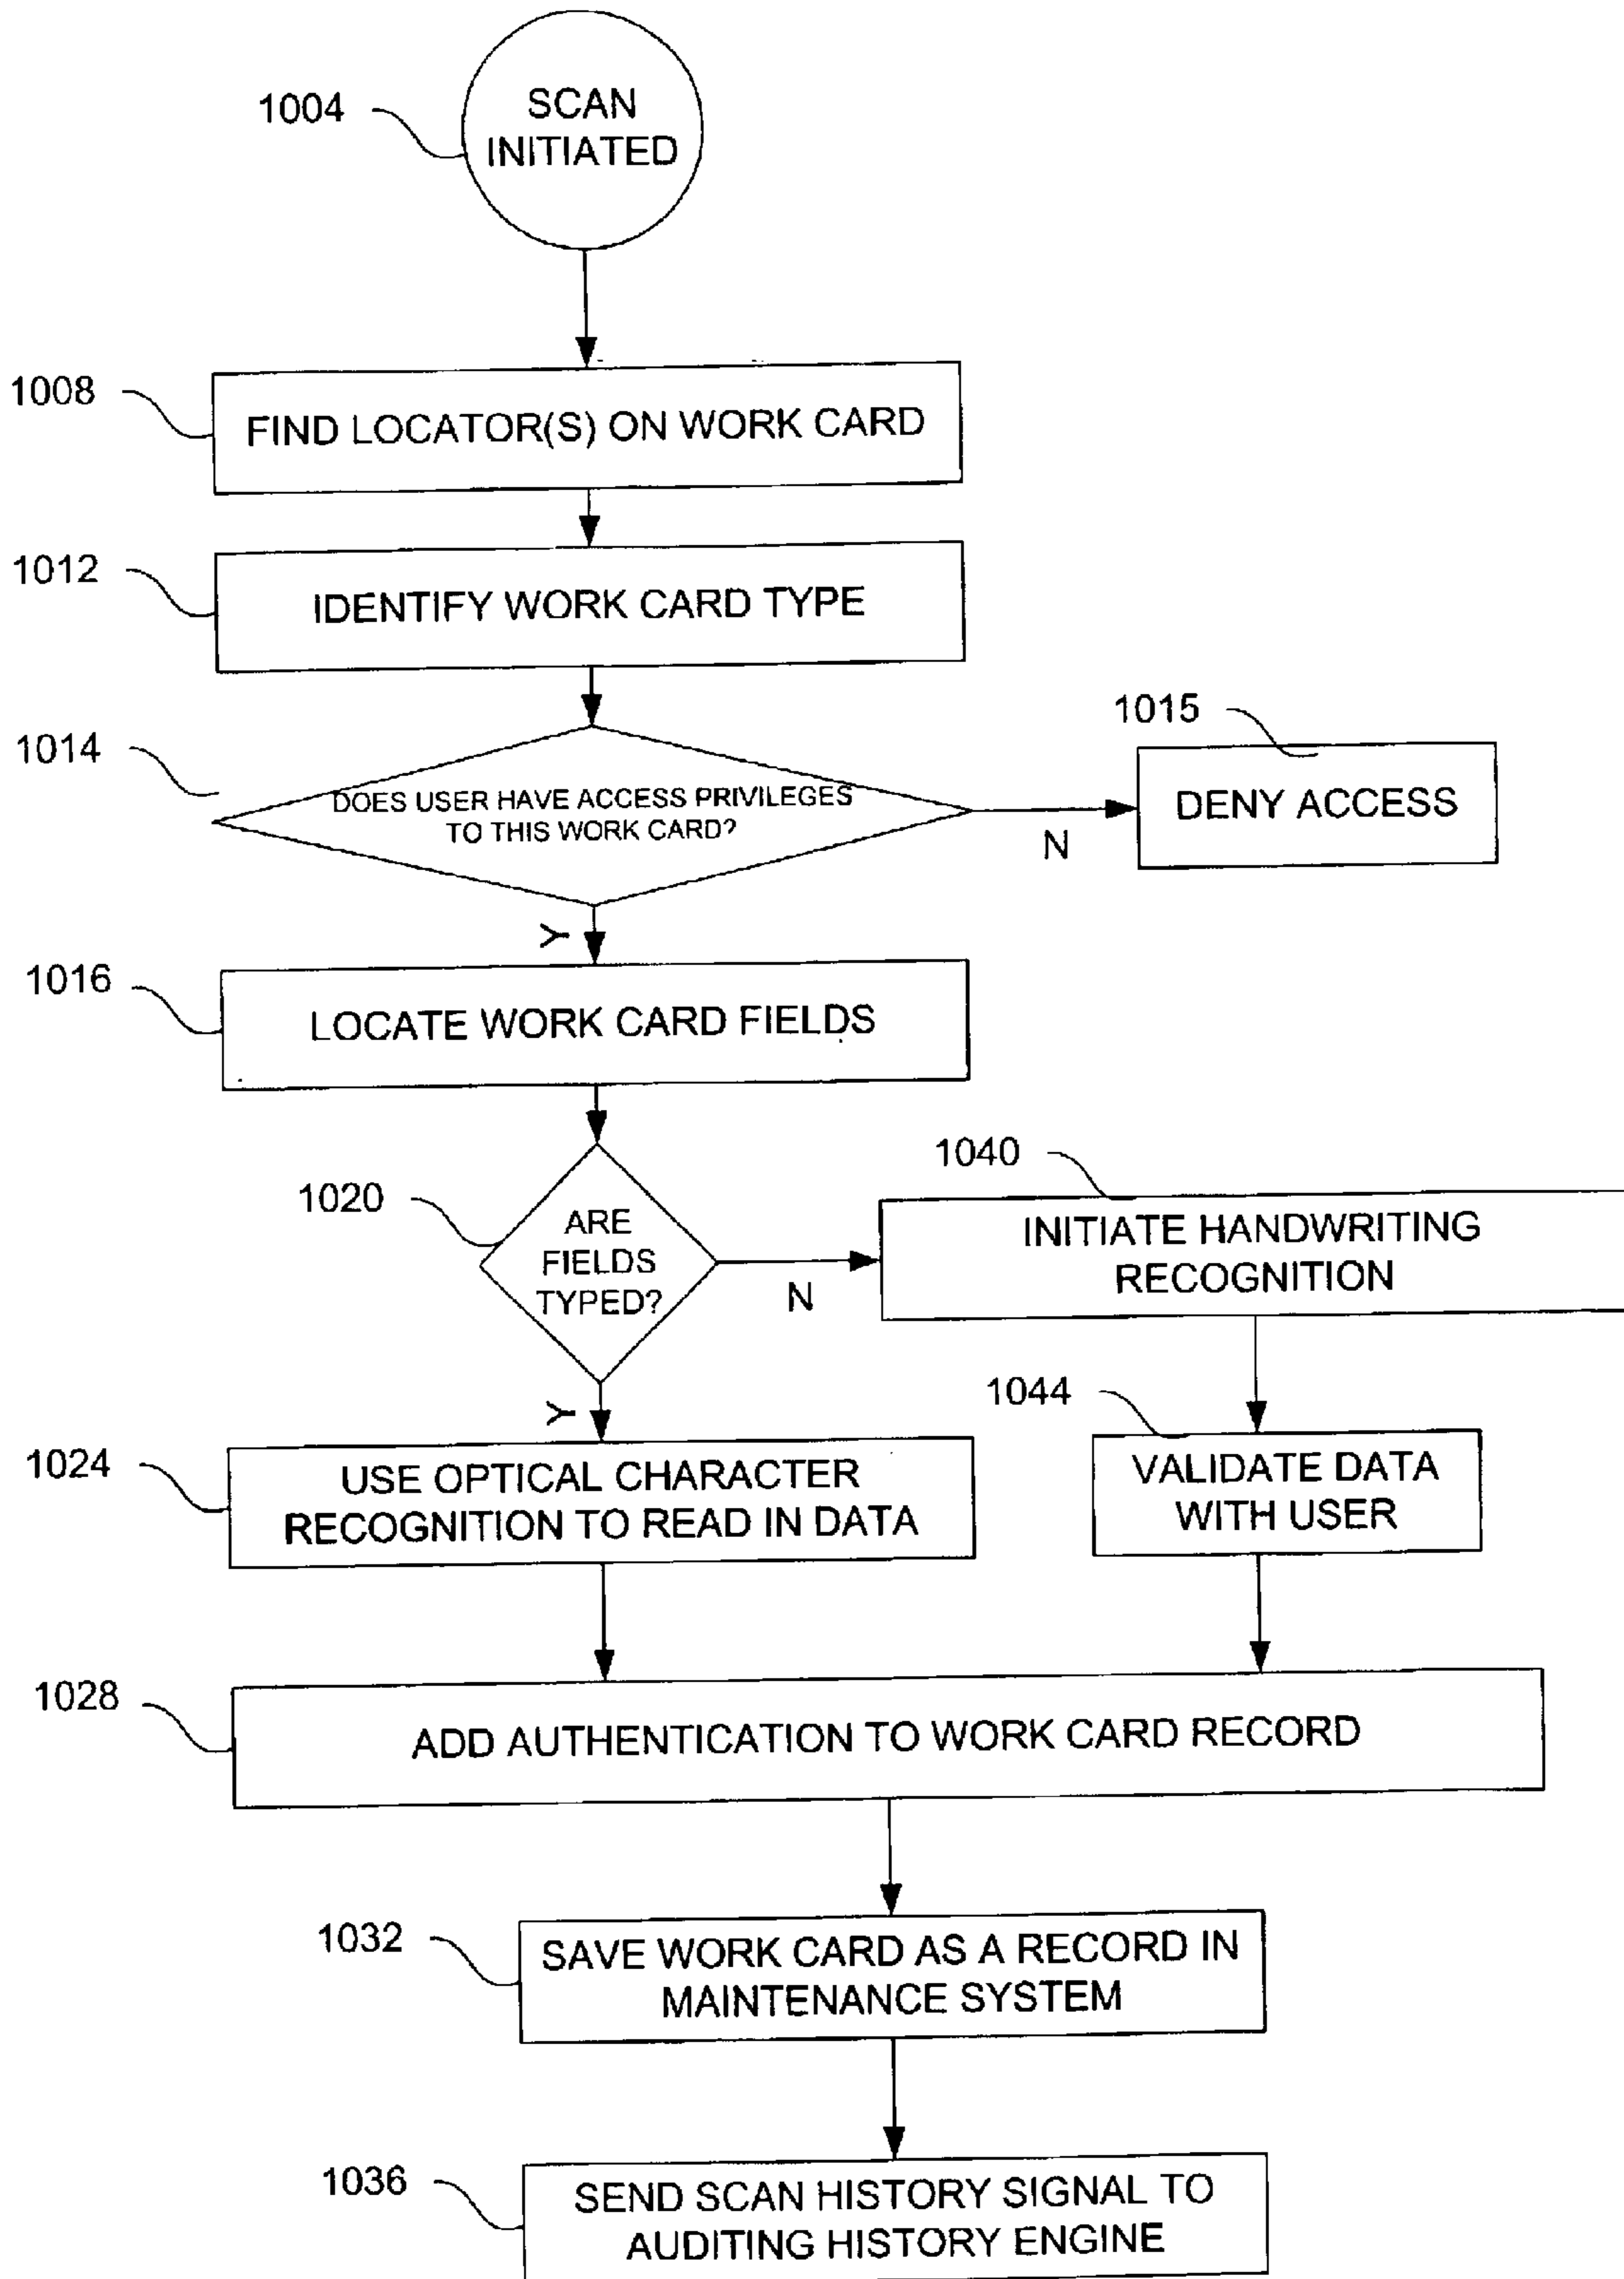 1004
SCAN
INITIATED
1008
FIND LOCATOR(S) ON WORK CARD
1012
IDENTIFY WORK CARD TYPE
1014
DOES USER HAVE ACCESS PRIVILEGES
TO THIS WORK CARD?
N
1015
DENY ACCESS
Y
1016
LOCATE WORK CARD FIELDS
1020
ARE
FIELDS
TYPED?
N
1040
INITIATE HANDWRITING
RECOGNITION
Y
1044
VALIDATE DATA
WITH USER
1024
USE OPTICAL CHARACTER
RECOGNITION TO READ IN DATA
1028
ADD AUTHENTICATION TO WORK CARD RECORD
1032
SAVE WORK CARD AS A RECORD IN
MAINTENANCE SYSTEM
1036
SEND SCAN HISTORY SIGNAL TO
AUDITING HISTORY ENGINE